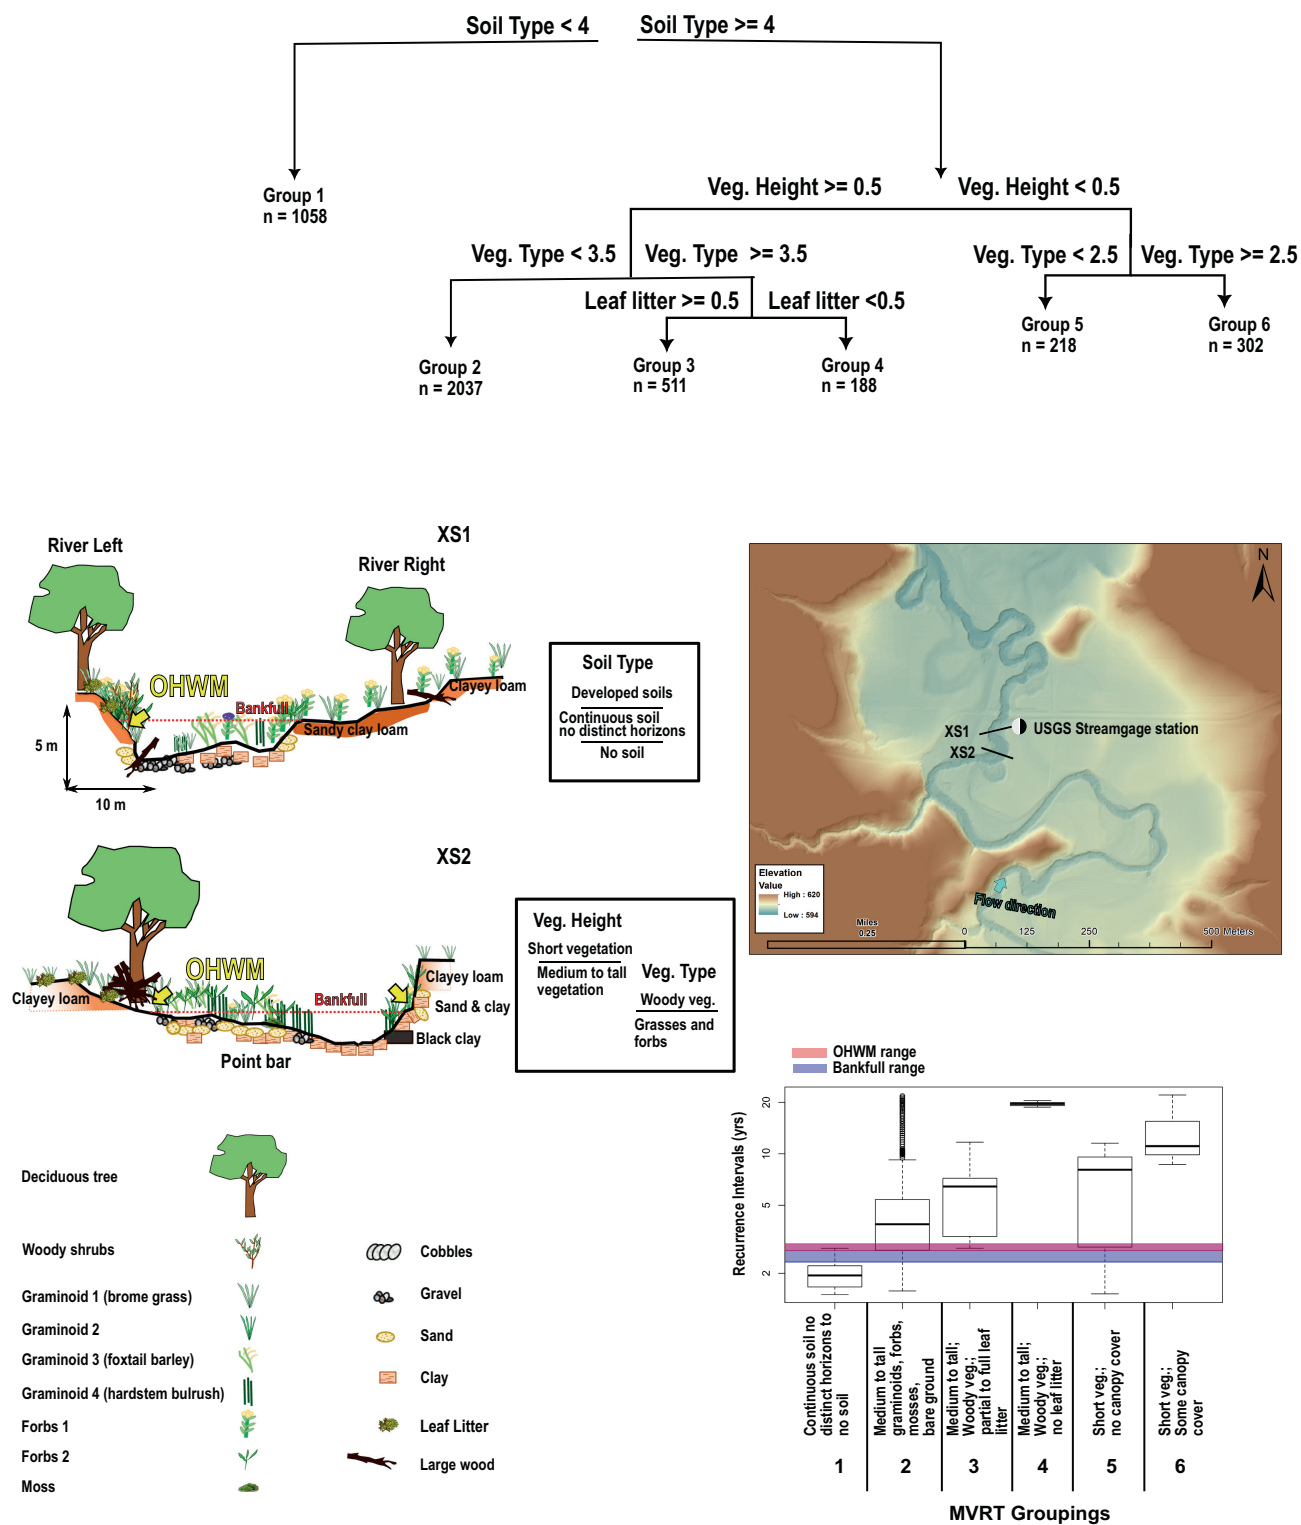 Soil Type < 4
Soil Type >= 4
Group 1
n = 1058
Veg. Height >= 0.5
Veg. Height < 0.5
Veg. Type < 3.5
Veg. Type >= 3.5
Veg. Type < 2.5
Veg. Type >= 2.5
Leaf litter >= 0.5
Leaf litter <0.5
Group 2
n = 2037
Group 3
n = 511
Group 4
n = 188
Group 5
n = 218
Group 6
n = 302
XS1
River Left
River Right
OHWM
Bankfull
Clayey loam
Sandy clay loam
5 m
10 m
Soil Type
Developed soils
Continuous soil
no distinct horizons
No soil
XS2
OHWM
Bankfull
Clayey loam
Clayey loam
Sand & clay
Black clay
Point bar
Veg. Height
Short vegetation
Medium to tall
vegetation
Veg. Type
Woody veg.
Grasses and
forbs
N
XS1
XS2
USGS Streamgage station
Elevation
Value
High : 620
Low : 594
Flow direction
Miles
0.25
0
125
250
500 Meters
Deciduous tree
Woody shrubs
Graminoid 1 (brome grass)
Graminoid 2
Graminoid 3 (foxtail barley)
Graminoid 4 (hardstem bulrush)
Forbs 1
Forbs 2
Moss
Cobbles
Gravel
Sand
Clay
Leaf Litter
Large wood
OHWM range
Bankfull range
Recurrence Intervals (yrs)
20
10
5
2
Continuous soil no
distinct horizons to
no soil
Medium to tall
graminoids, forbs,
mosses,
bare ground
Medium to tall;
Woody veg.;
partial to full leaf
litter
Medium to tall;
Woody veg.;
no leaf litter
Short veg.;
no canopy cover
Short veg.;
Some canopy
cover
1
2
3
4
5
6
MVRT Groupings